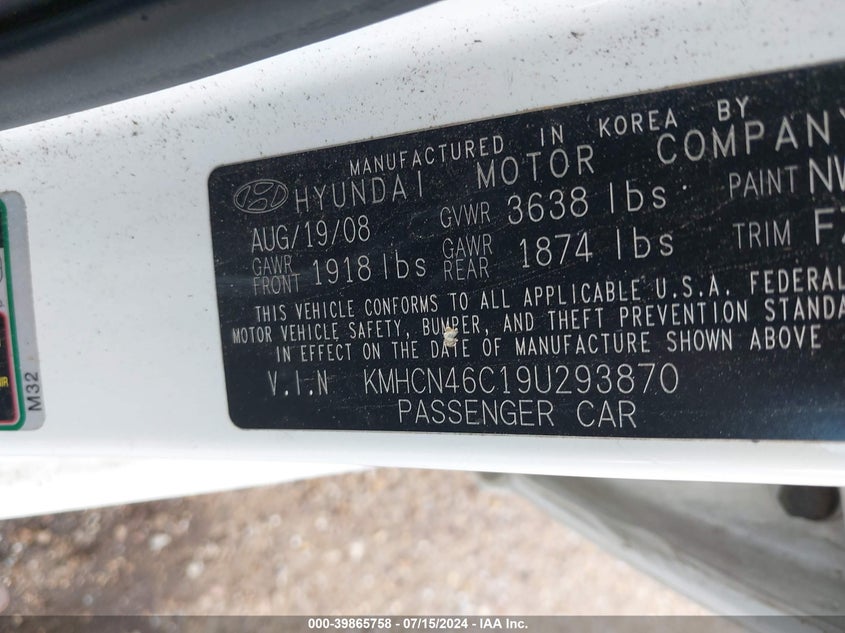 MANUFACTURED IN KOREA BY
HYUNDAI MOTOR COMPANY
AUG/19/08 GVWR 3638 lbs PAINT NW
GAWR FRONT 1918 lbs GAWR REAR 1874 lbs TRIM FZ
THIS VEHICLE CONFORMS TO ALL APPLICABLE U.S.A. FEDERAL
MOTOR VEHICLE SAFETY, BUMPER, AND THEFT PREVENTION STANDA
IN EFFECT ON THE DATE OF MANUFACTURE SHOWN ABOVE
V.I.N KMHCN46C19U293870
PASSENGER CAR
M32
000-39865758 - 07/15/2024 - IAA Inc.